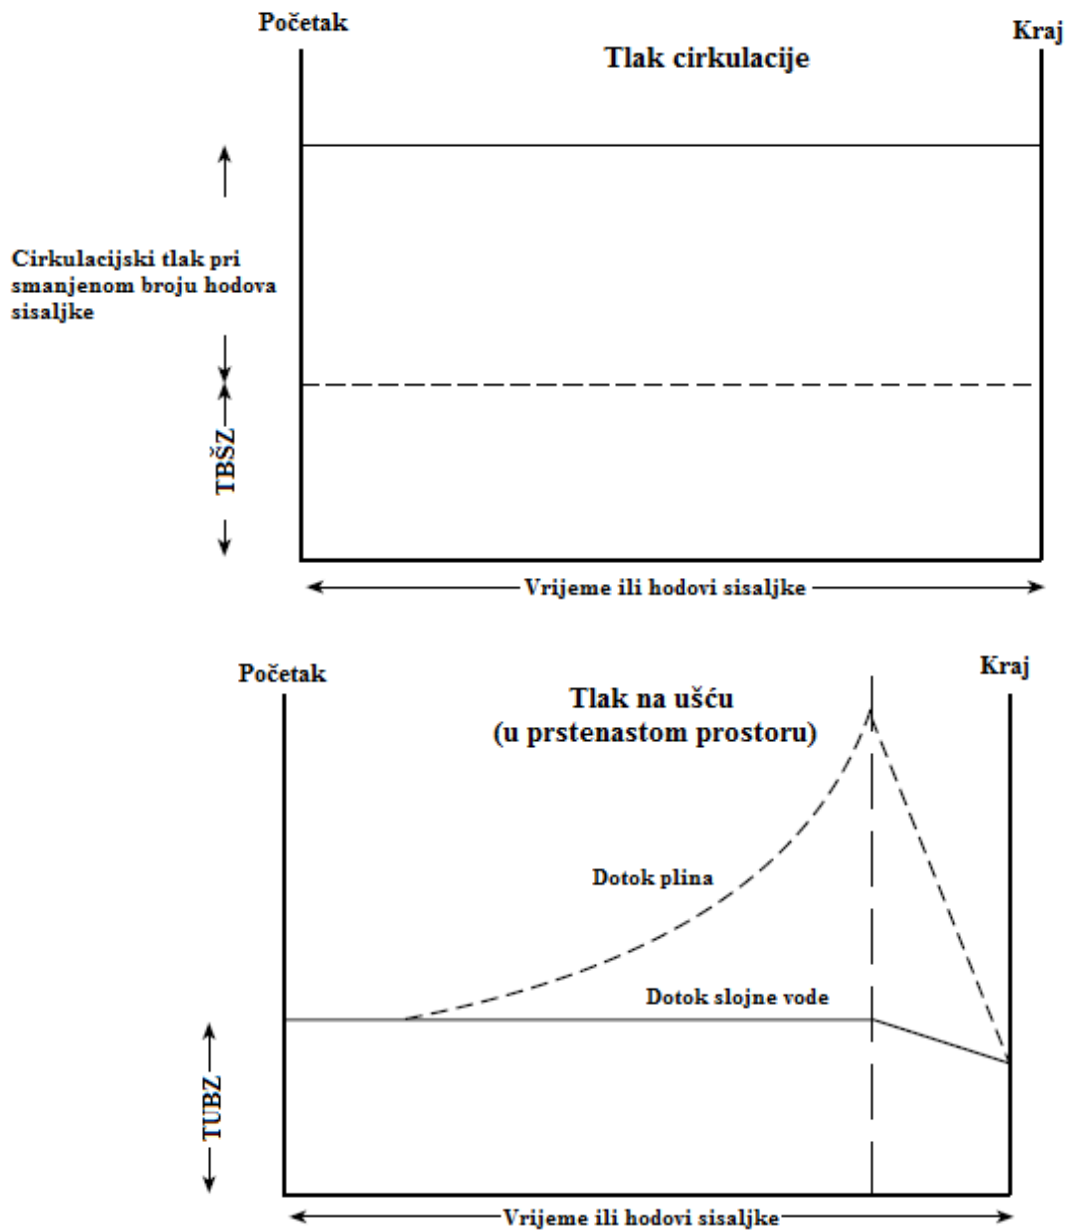 Početak
Kraj
Tlak cirkulacije
Cirkulacijski tlak pri
smanjenom broju hodova
sisaljke
TBŠZ
Vrijeme ili hodovi sisaljke
Početak
Kraj
Tlak na ušću
(u prstenastom prostoru)
Dotok plina
Dotok slojne vode
TUBZ
Vrijeme ili hodovi sisaljke